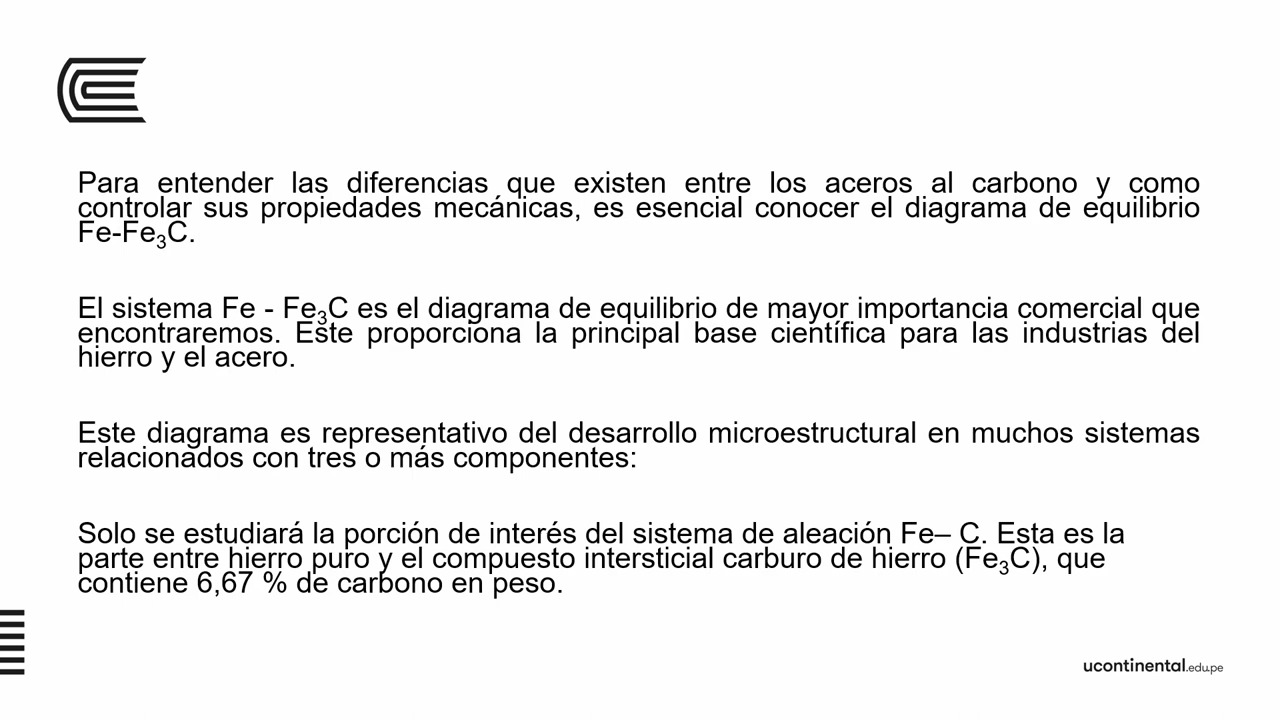 Para entender las diferencias que existen entre los aceros al carbono y como
controlar sus propiedades mecánicas, es esencial conocer el diagrama de equilibrio
Fe-Fe₃C.
El sistema Fe - Fe₃C es el diagrama de equilibrio de mayor importancia comercial que
encontraremos. Este proporciona la principal base científica para las industrias del
hierro y el acero.
Este diagrama es representativo del desarrollo microestructural en muchos sistemas
relacionados con tres o más componentes:
Solo se estudiará la porción de interés del sistema de aleación Fe– C. Esta es la
parte entre hierro puro y el compuesto intersticial carburo de hierro (Fe₃C), que
contiene 6,67 % de carbono en peso.
ucontinental.edu.pe